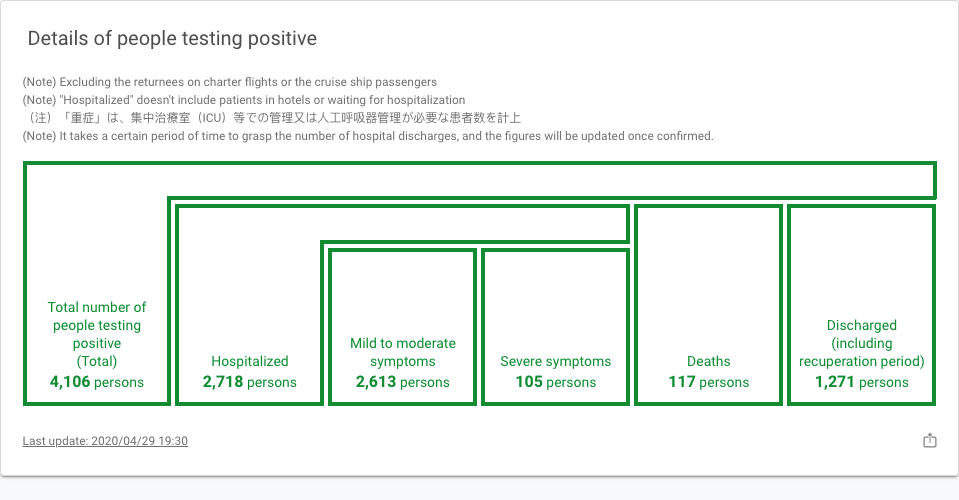 Details of people testing positive
(Note) Excluding the returnees on charter flights or the cruise ship passengers
(Note) "Hospitalized" doesn't include patients in hotels or waiting for hospitalization
（注）「重症」は、集中治療室（ICU）等での管理又は人工呼吸器管理が必要な患者数を計上
(Note) It takes a certain period of time to grasp the number of hospital discharges, and the figures will be updated once confirmed.
Total number of
people testing
positive
(Total)
4,106 persons
Hospitalized
2,718 persons
Mild to moderate
symptoms
2,613 persons
Severe symptoms
105 persons
Deaths
117 persons
Discharged
(including
recuperation period)
1,271 persons
Last update: 2020/04/29 19:30